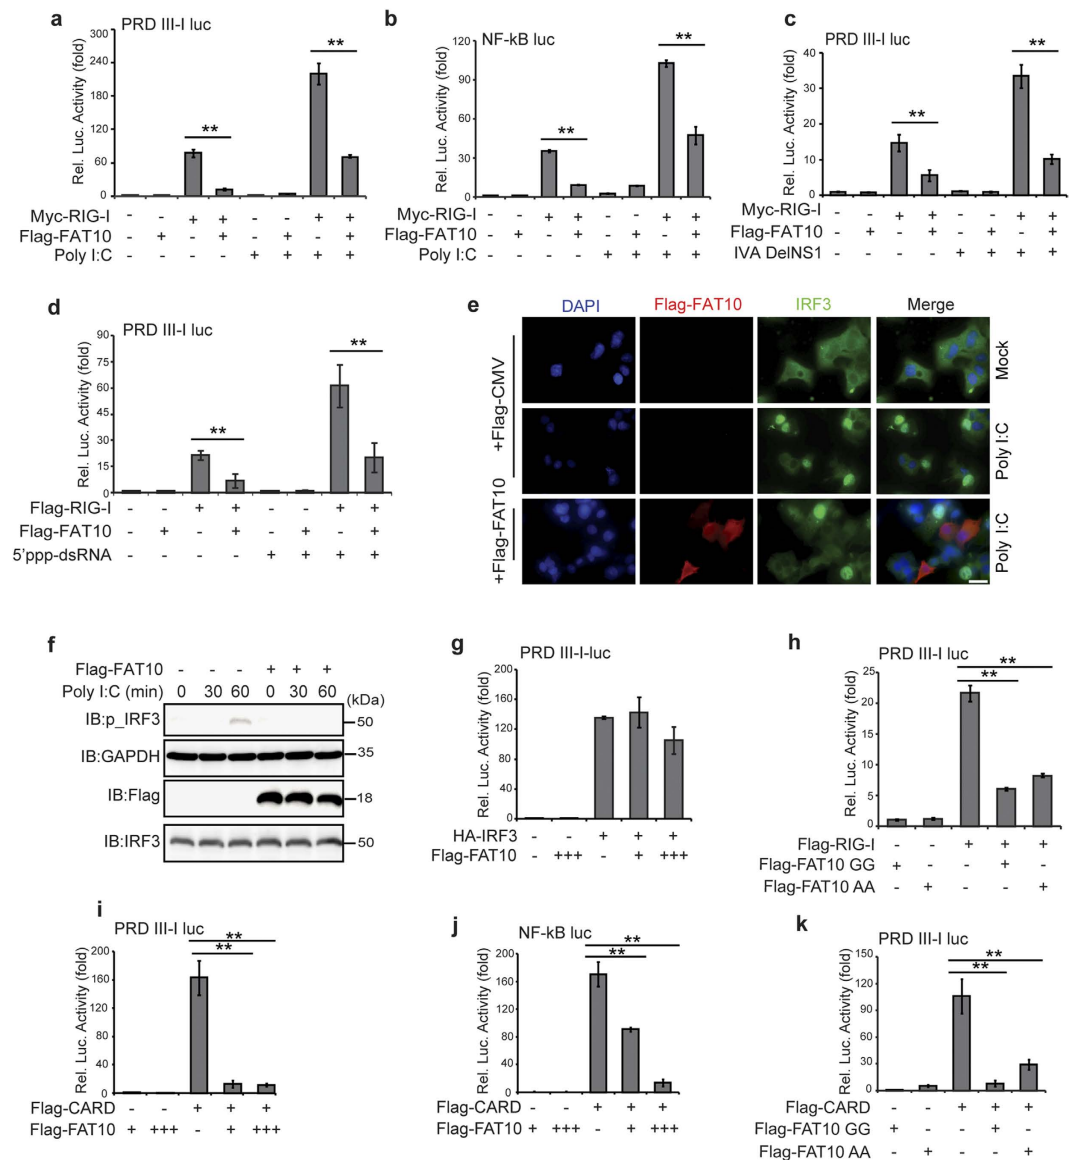 a
PRD III-I luc
Rel. Luc. Activity (fold)
300
240
180
120
60
0
**
**
Myc-RIG-I - - + + - - + +
Flag-FAT10 - + - + - + - +
Poly I:C - - - - + + + +
b
NF-kB luc
Rel. Luc. Activity (fold)
120
90
60
30
0
**
**
Myc-RIG-I - - + + - - + +
Flag-FAT10 - + - + - + - +
Poly I:C - - - - + + + +
c
PRD III-I luc
Rel. Luc. Activity (fold)
40
30
20
10
0
**
**
Myc-RIG-I - - + + - - + +
Flag-FAT10 - + - + - + - +
IVA DelNS1 - - - - + + + +
d
PRD III-I luc
Rel. Luc. Activity (fold)
90
75
60
45
30
15
0
**
**
Flag-RIG-I - - + + - - + +
Flag-FAT10 - + - + - + - +
5'ppp-dsRNA - - - - + + + +
e
DAPI Flag-FAT10 IRF3 Merge
+Flag-CMV
+Flag-FAT10
Mock
Poly I:C
Poly I:C
f
Flag-FAT10 - - - + + +
Poly I:C (min) 0 30 60 0 30 60 (kDa)
IB:p_IRF3 50
IB:GAPDH 35
IB:Flag 18
IB:IRF3 50
g
PRD III-I-luc
Rel. Luc. Activity (fold)
200
160
120
80
40
0
HA-IRF3 - - + + +
Flag-FAT10 - +++ - + +++
h
PRD III-I luc
Rel. Luc. Activity (fold)
25
20
15
10
5
0
**
**
Flag-RIG-I - - + + +
Flag-FAT10 GG + - - + -
Flag-FAT10 AA - + - - +
i
PRD III-I luc
Rel. Luc. Activity (fold)
200
160
120
80
40
0
**
**
Flag-CARD - - + + +
Flag-FAT10 + +++ - + +++
j
NF-kB luc
Rel. Luc. Activity (fold)
200
160
120
80
40
0
**
**
Flag-CARD - - + + +
Flag-FAT10 + +++ - + +++
k
PRD III-I luc
Rel. Luc. Activity (fold)
150
120
90
60
30
0
**
**
Flag-CARD - - + + +
Flag-FAT10 GG + - - + -
Flag-FAT10 AA - + - - +